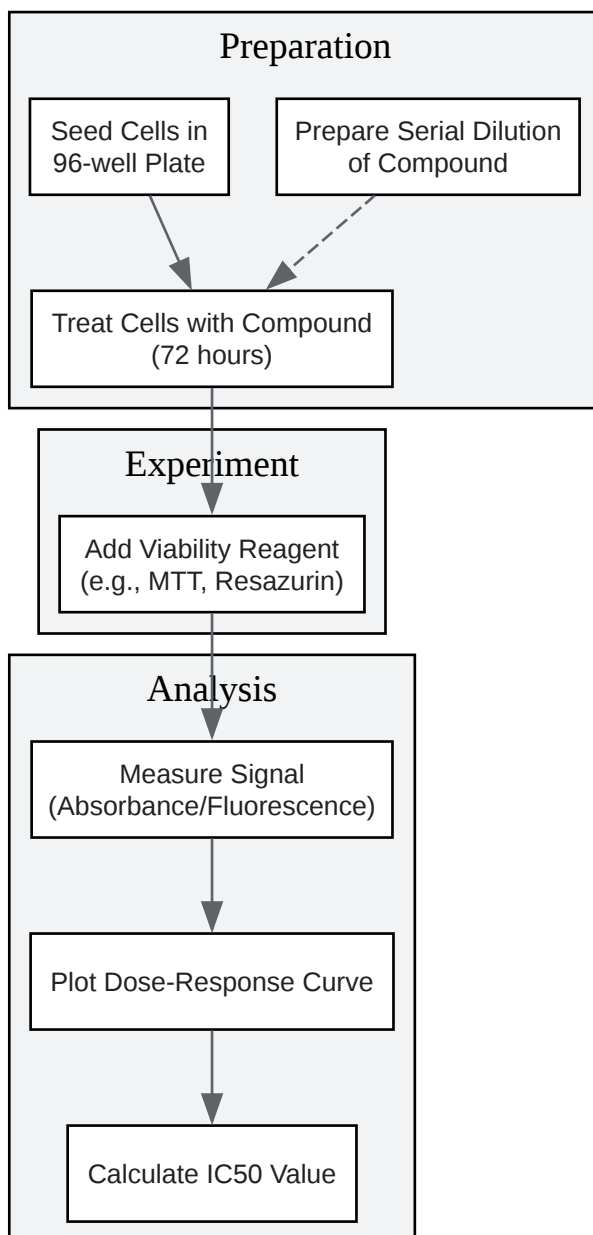 Preparation
Seed Cells in
96-well Plate
Prepare Serial Dilution
of Compound
Treat Cells with Compound
(72 hours)
Experiment
Add Viability Reagent
(e.g., MTT, Resazurin)
Analysis
Measure Signal
(Absorbance/Fluorescence)
Plot Dose-Response Curve
Calculate IC50 Value